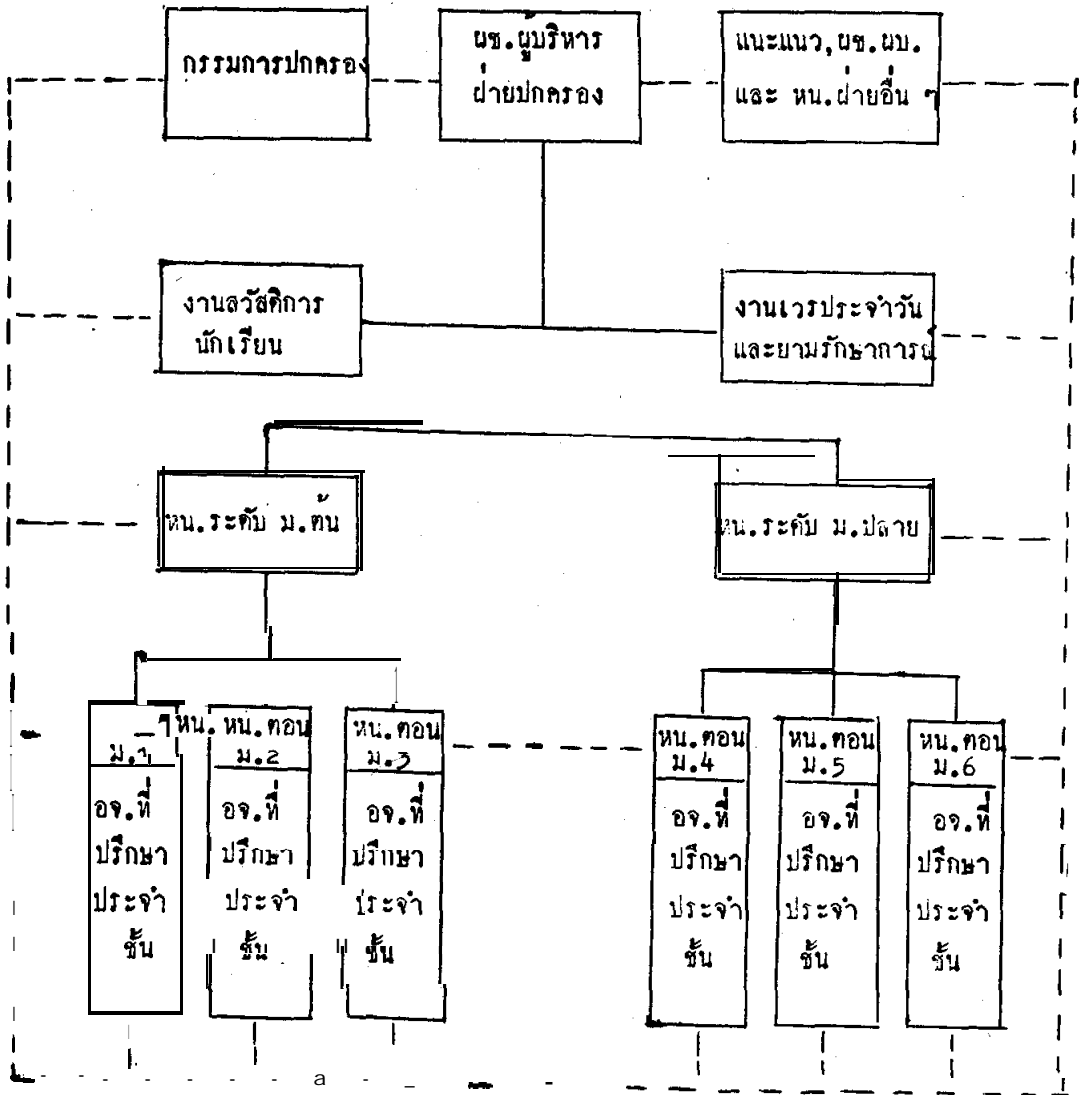 กรรมการปกครอง
ผช.ผู้บริหาร
ฝ่ายปกครอง
แนะแนว,ผช.ผบ.
และ หน.ฝ่ายอื่น ๆ
งานสวัสดิการ
นักเรียน
งานเวรประจำวัน
และยามรักษาการณ์
หน.ระดับ ม.ต้น
หน.ระดับ ม.ปลาย
หน.
ม.1
อจ.ที่
ปรึกษา
ประจำ
ชั้น
หน.ตอน
ม.2
อจ.ที่
ปรึกษา
ประจำ
ชั้น
หน.ตอน
ม.3
อจ.ที่
ปรึกษา
ประจำ
ชั้น
หน.ตอน
ม.4
อจ.ที่
ปรึกษา
ประจำ
ชั้น
หน.ตอน
ม.5
อจ.ที่
ปรึกษา
ประจำ
ชั้น
หน.ตอน
ม.6
อจ.ที่
ปรึกษา
ประจำ
ชั้น